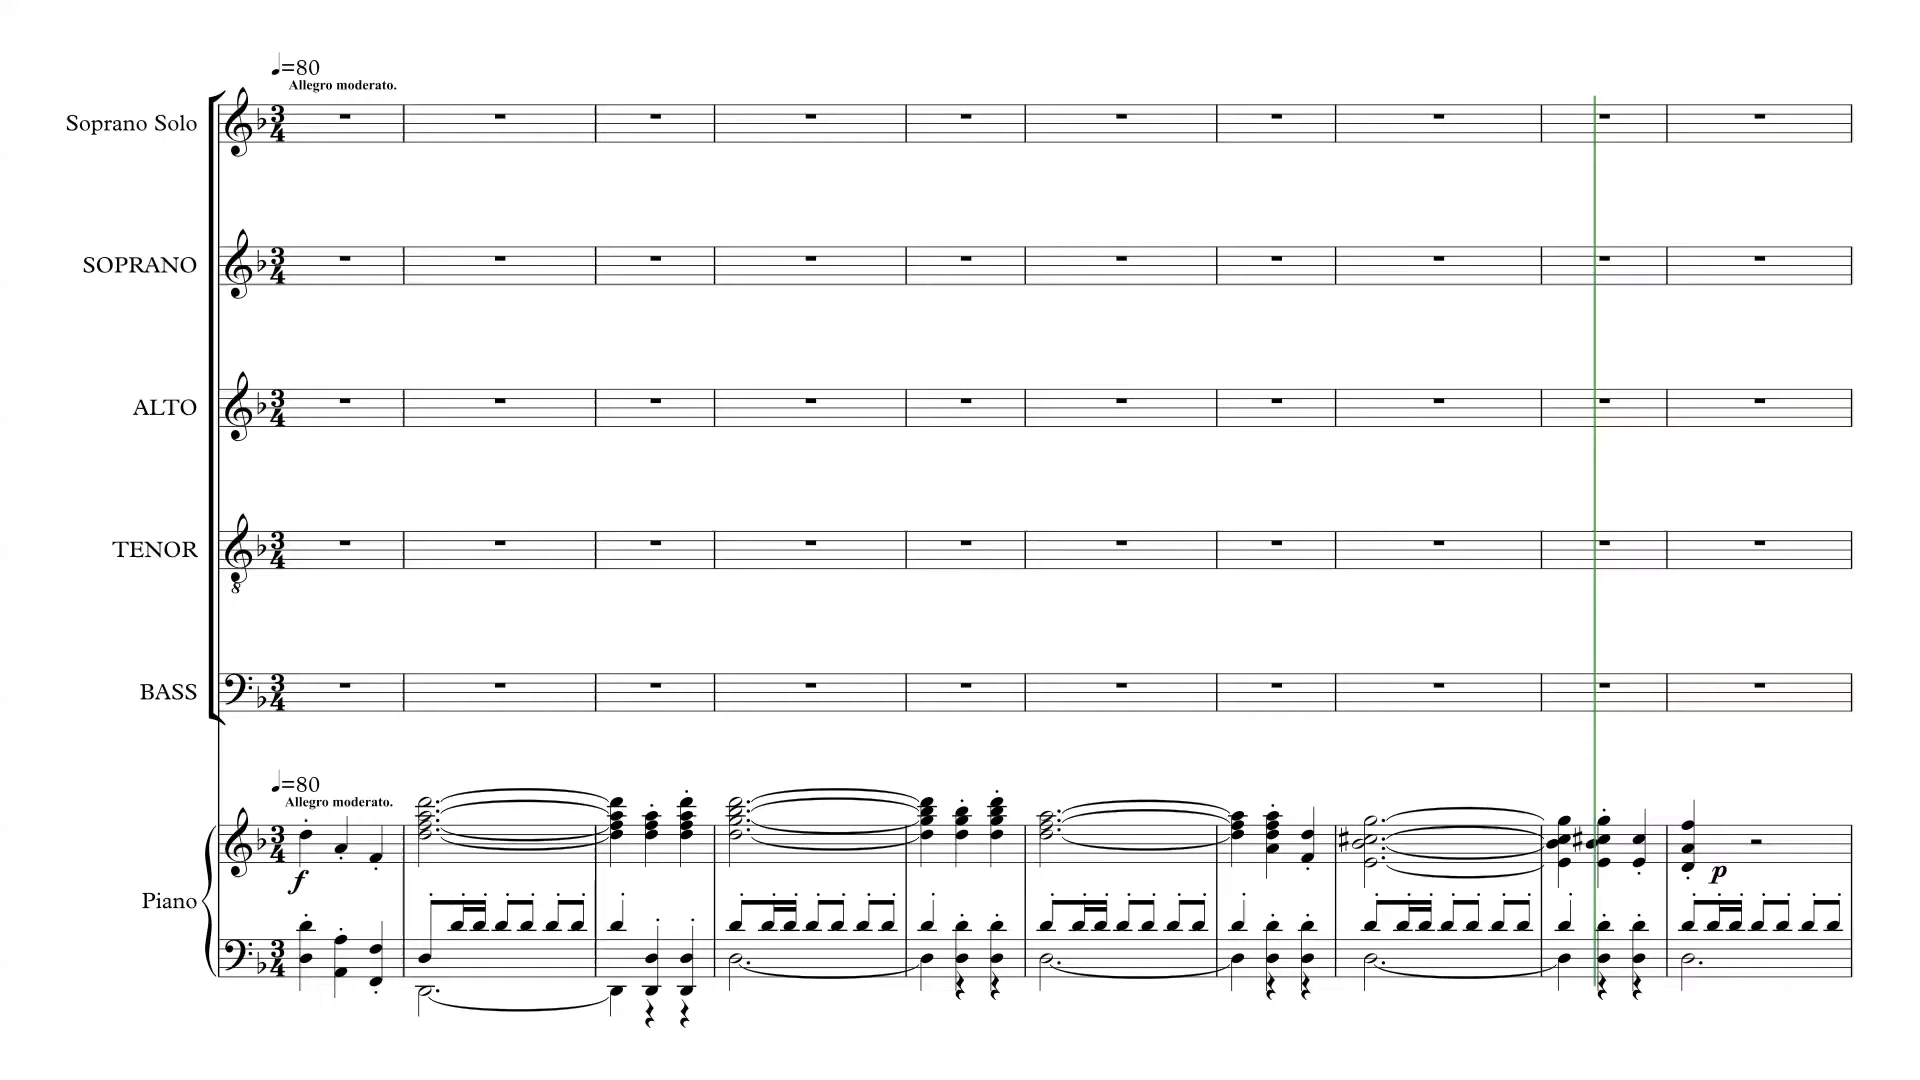 ♩=80
Allegro moderato.
Soprano Solo
SOPRANO
ALTO
TENOR
BASS
♩=80
Allegro moderato.
f
p
Piano